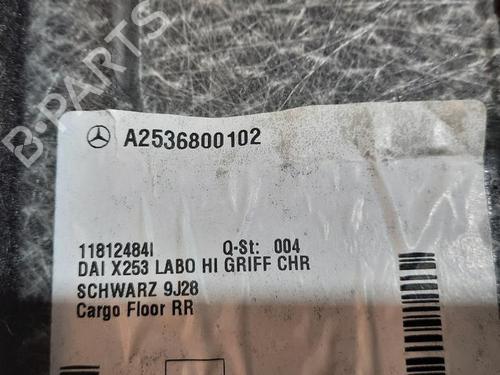 B-PARTS
A2536800102
11812484I Q-St: 004
DAI X253 LABO HI GRIFF CHR
SCHWARZ 9J28
Cargo Floor RR